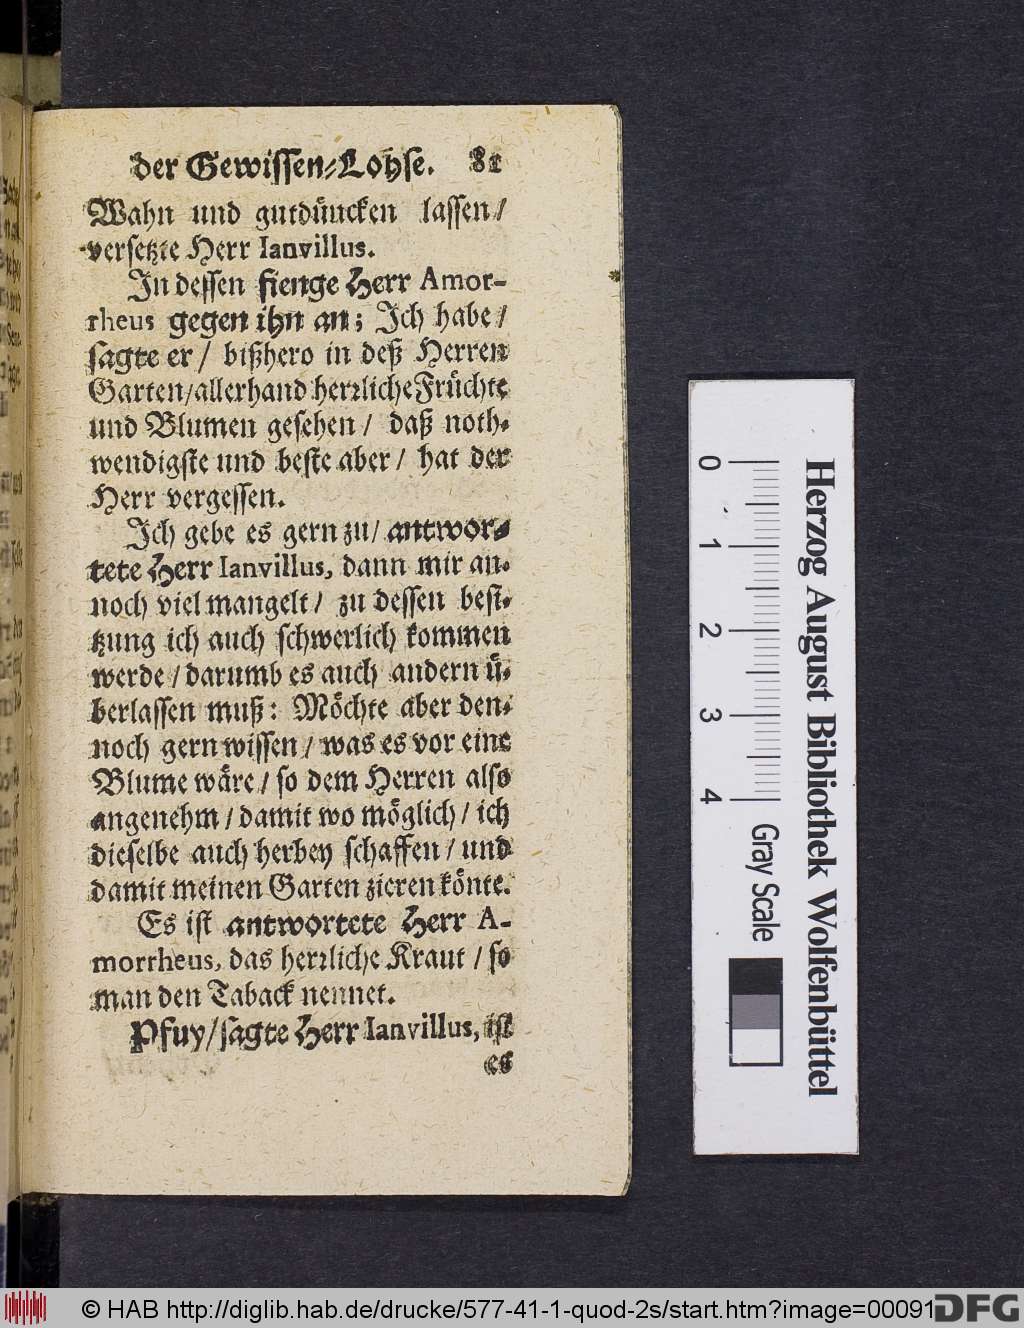 der Gewissen-Lohse. 81
Wahn und gutdüncken lassen/
versetzte Herr Ianvillus.
In dessen fienge Herr Amor-
rheus gegen ihn an; Ich habe/
sagte er/ bißhero in deß Herren
Garten/allerhand herꝛliche Früchte
und Blumen gesehen/ daß noth-
wendigste und beste aber/ hat der
Herr vergessen.
Ich gebe es gern zu/ antwor-
tete Herr Ianvillus, dann mir an-
noch viel mangelt/ zu dessen besi-
tzung ich auch schwerlich kommen
werde/darumb es auch andern ü-
berlassen muß: Möchte aber den-
noch gern wissen/ was es vor eine
Blume wäre/ so dem Herren also
angenehm/damit wo möglich/ ich
dieselbe auch herbey schaffen/ und
damit meinen Garten zieren könte.
Es ist antwortete Herr A-
morrheus, das herꝛliche Kraut/ so
man den Taback nennet.
Pfuy/sagte Herr Ianvillus, ist
es
0 1 2 3 4 Gray Scale
Herzog August Bibliothek Wolfenbüttel
© HAB http://diglib.hab.de/drucke/577-41-1-quod-2s/start.htm?image=00091
DFG